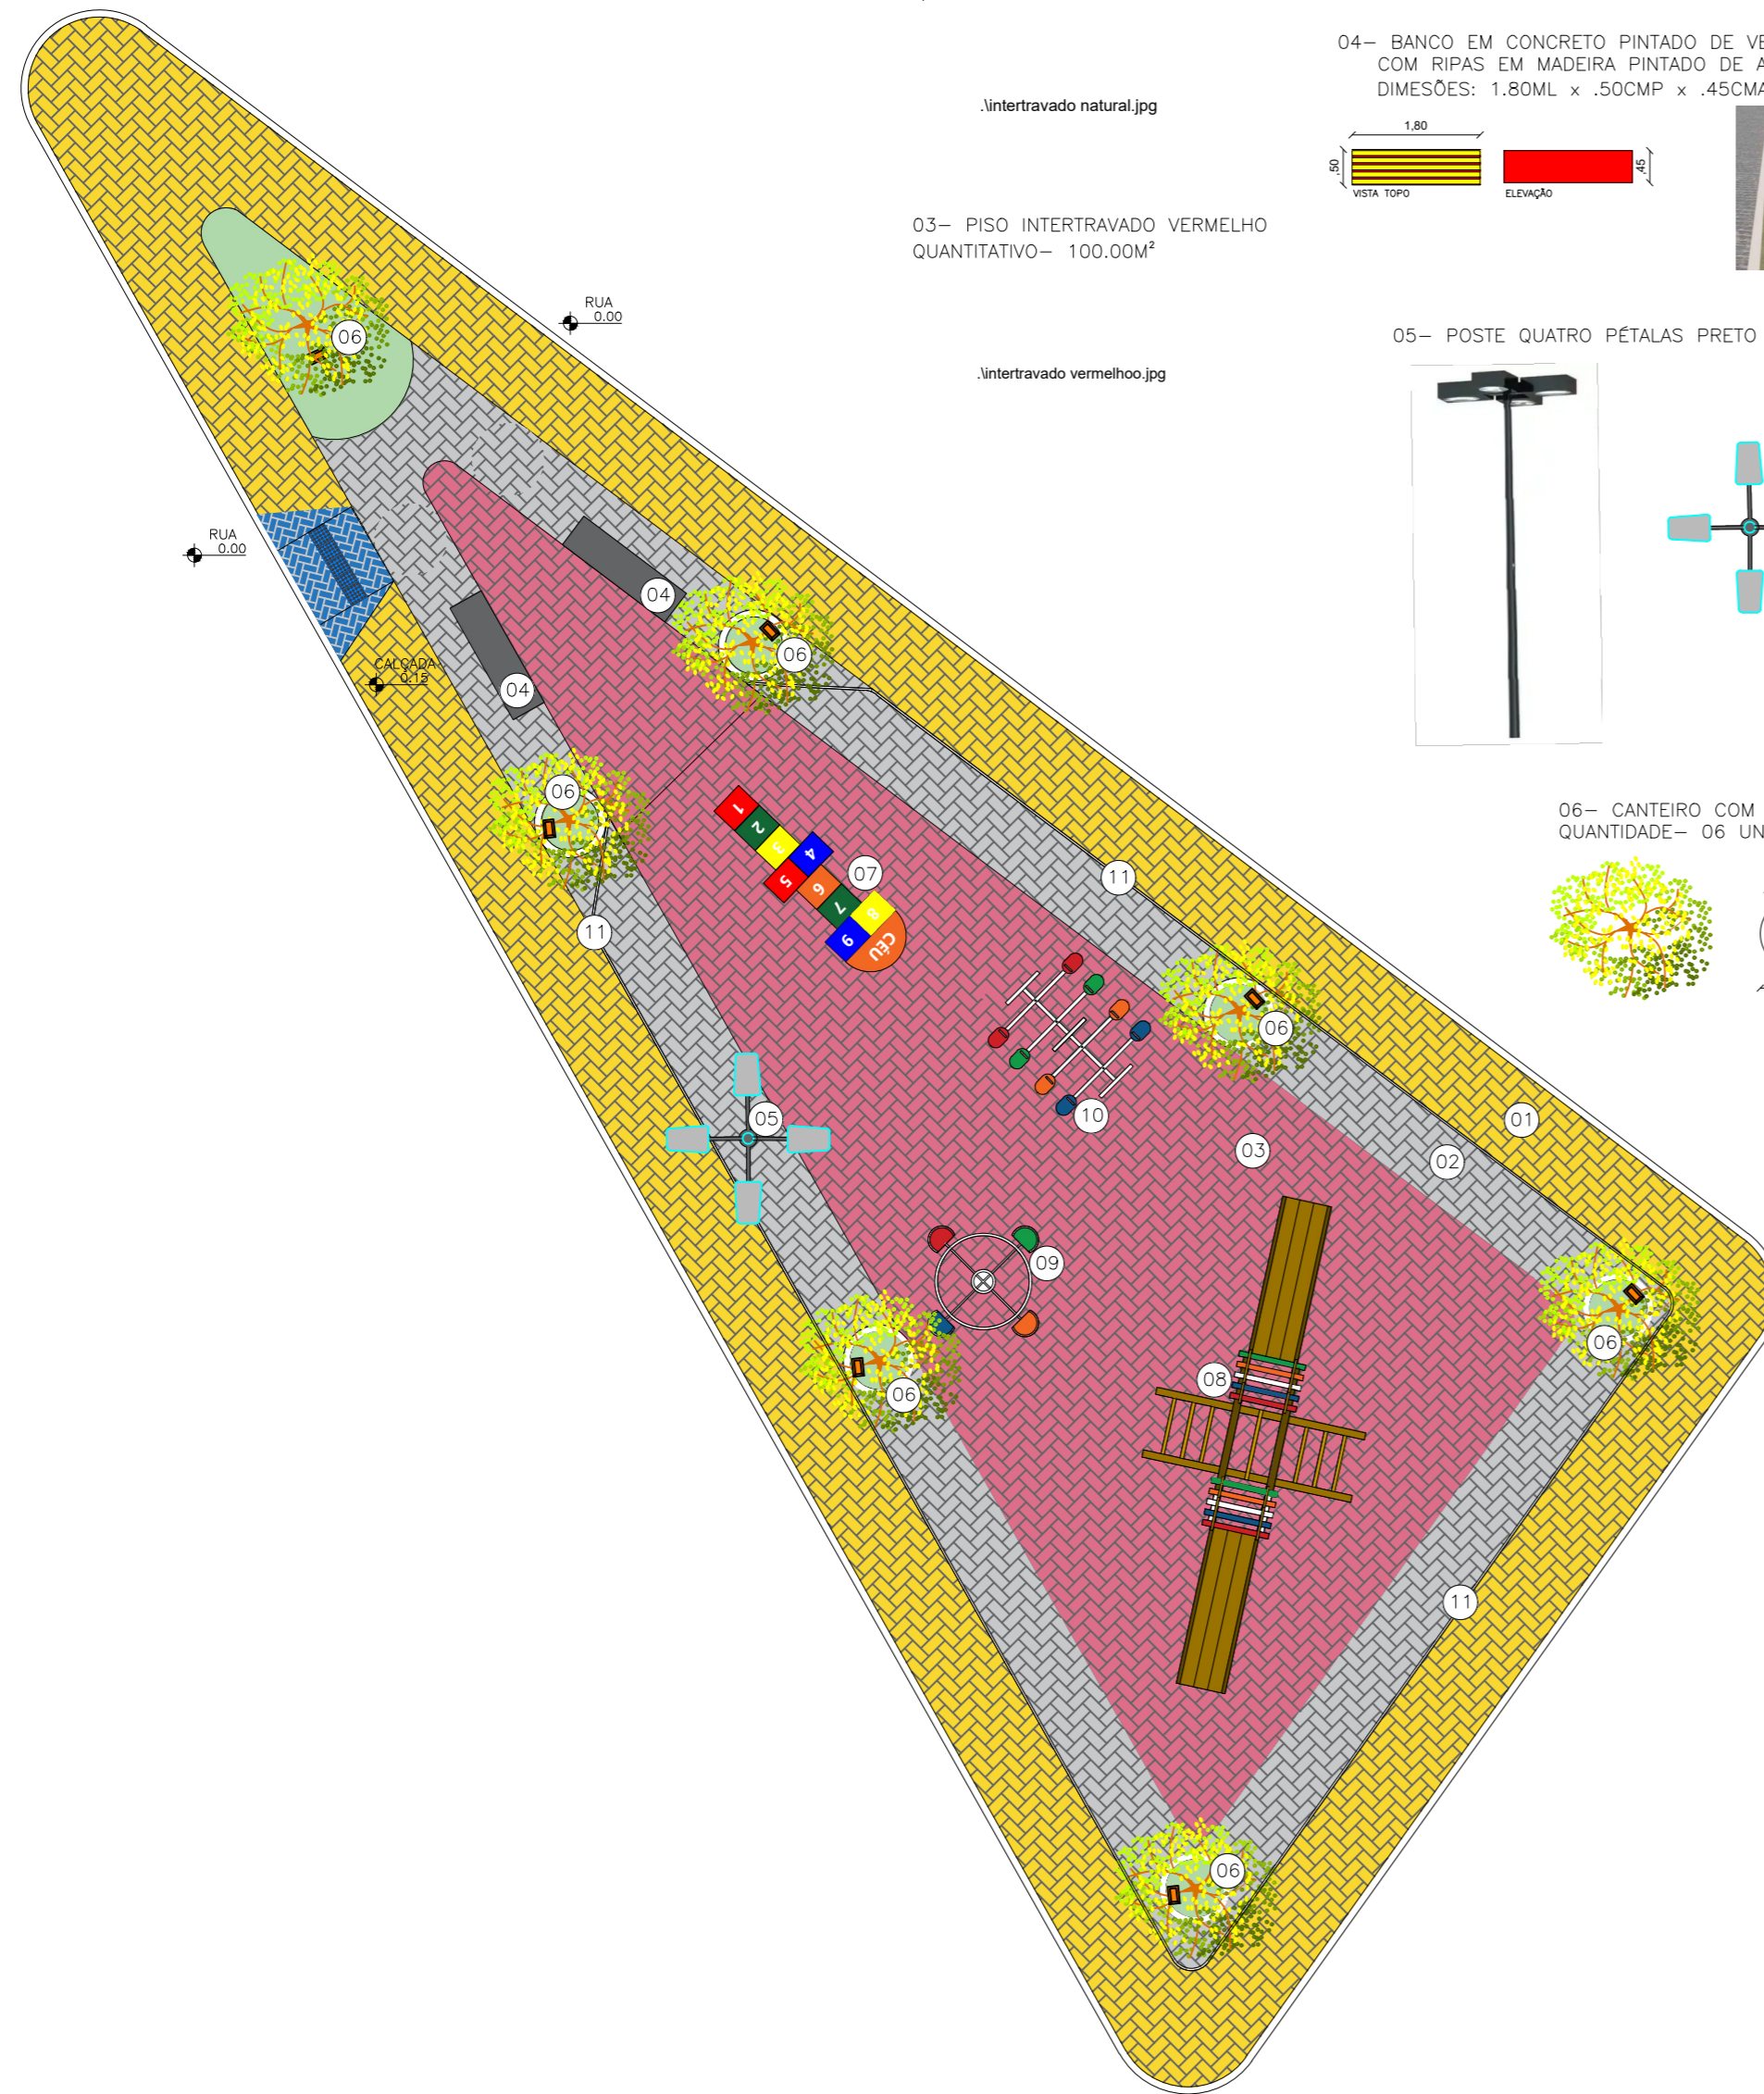 04- BANCO EM CONCRETO PINTADO DE
COM RIPAS EM MADEIRA PINTADO DE
DIMESÕES: 1.80ML x .50CMP x .45CMA
.\intertravado natural.jpg
1,80
,50
,45
VISTA TOPO
ELEVAÇÃO
03- PISO INTERTRAVADO VERMELHO
QUANTITATIVO- 100.00M²
RUA
0.00
06
05- POSTE QUATRO PÉTALAS PRETO
.\intertravado vermelhoo.jpg
RUA
0.00
04
06
CALÇADA
0.15
04
06
1
2
3
4
5
6
7
8
9
CÉU
07
11
06- CANTEIRO COM
QUANTIDADE- 06 UN
11
06
10
05
01
03
02
09
06
08
06
11
06